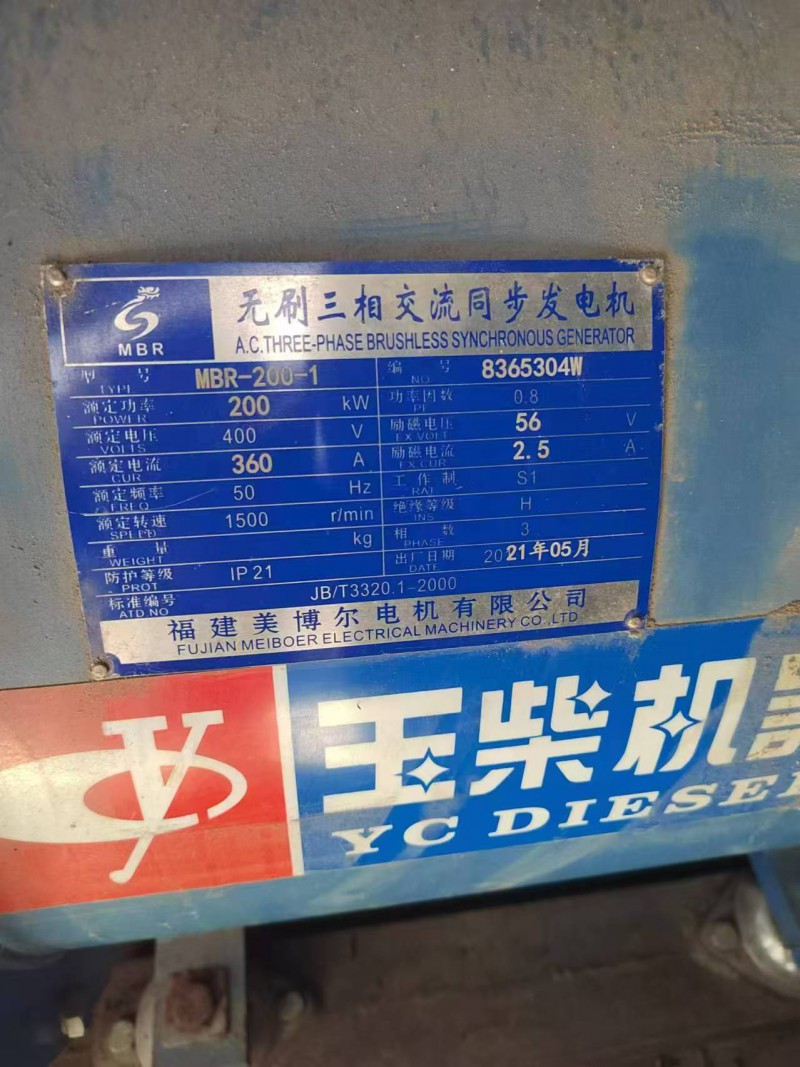 MBR
无刷三相交流同步发电机
A.C.THREE-PHASE BRUSHLESS SYNCHRONOUS GENERATOR
型 号 TYPE MBR-200-1
编 号 NO 8365304W
额定功率 POWER 200 kW
功率因数 PF 0.8
额定电压 VOLTS 400 V
励磁电压 EX VOLT 56 V
额定电流 CUR 360 A
励磁电流 EX CUR 2.5 A
额定频率 FREQ 50 Hz
工 作 制 RAT S1
额定转速 SPEED 1500 r/min
绝缘等级 INS H
重 量 WEIGHT kg
相 数 PHASE 3
防护等级 PROT IP 21
出厂日期 DATE 2021年05月
标准编号 ATD.NO JB/T3320.1-2000
福建美博尔电机有限公司
FUJIAN MEIBOER ELECTRICAL MACHINERY CO.,LTD
玉柴机
YC DIESEL